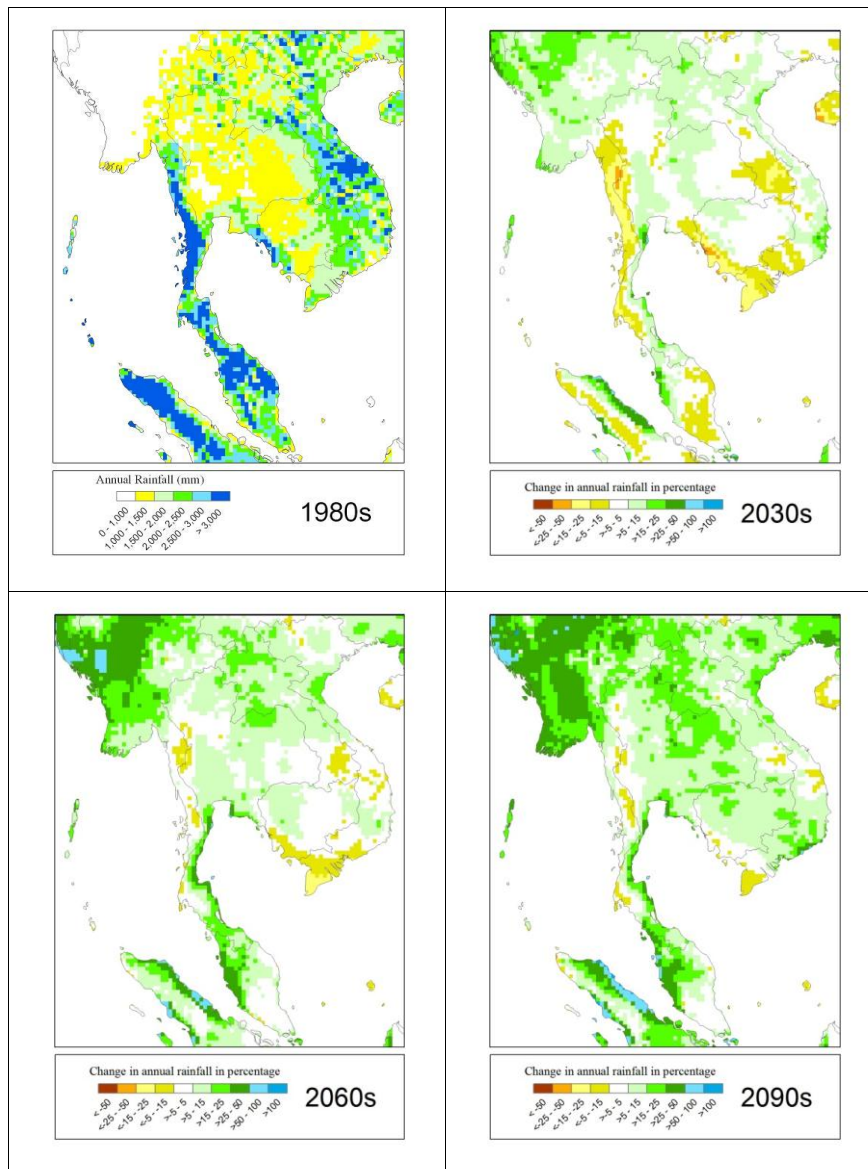 Annual Rainfall (mm)
0 - 1,000
1,000 - 1,500
1,500 - 2,000
2,000 - 2,500
2,500 - 3,000
> 3,000
1980s
Change in annual rainfall in percentage
<-50
<-25 - -50
<-15 - -25
<-5 - -15
>-5 - 5
>5 - 15
>15 - 25
>25 - 50
>50 - 100
>100
2030s
Change in annual rainfall in percentage
<-50
<-25 - -50
<-15 - -25
<-5 - -15
>-5 - 5
>5 - 15
>15 - 25
>25 - 50
>50 - 100
>100
2060s
Change in annual rainfall in percentage
<-50
<-25 - -50
<-15 - -25
<-5 - -15
>-5 - 5
>5 - 15
>15 - 25
>25 - 50
>50 - 100
>100
2090s